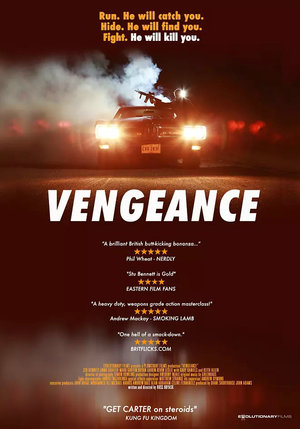 Run. He will catch you.
Hide. He will find you.
Fight. He will kill you.
VENGEANCE
"A brilliant British butt-kicking bonanza..."
Phil Wheat - NERDLY
"Stu Bennett is Gold"
EASTERN FILM FANS
"A heavy duty, weapons grade action masterclass!"
Andrew Mackay - SMOKING LAMB
"One hell of a smack-down."
BRITFLICKS.COM
"GET CARTER on steroids"
KUNG FU KINGDOM
EVOLUTIONARY FILMS